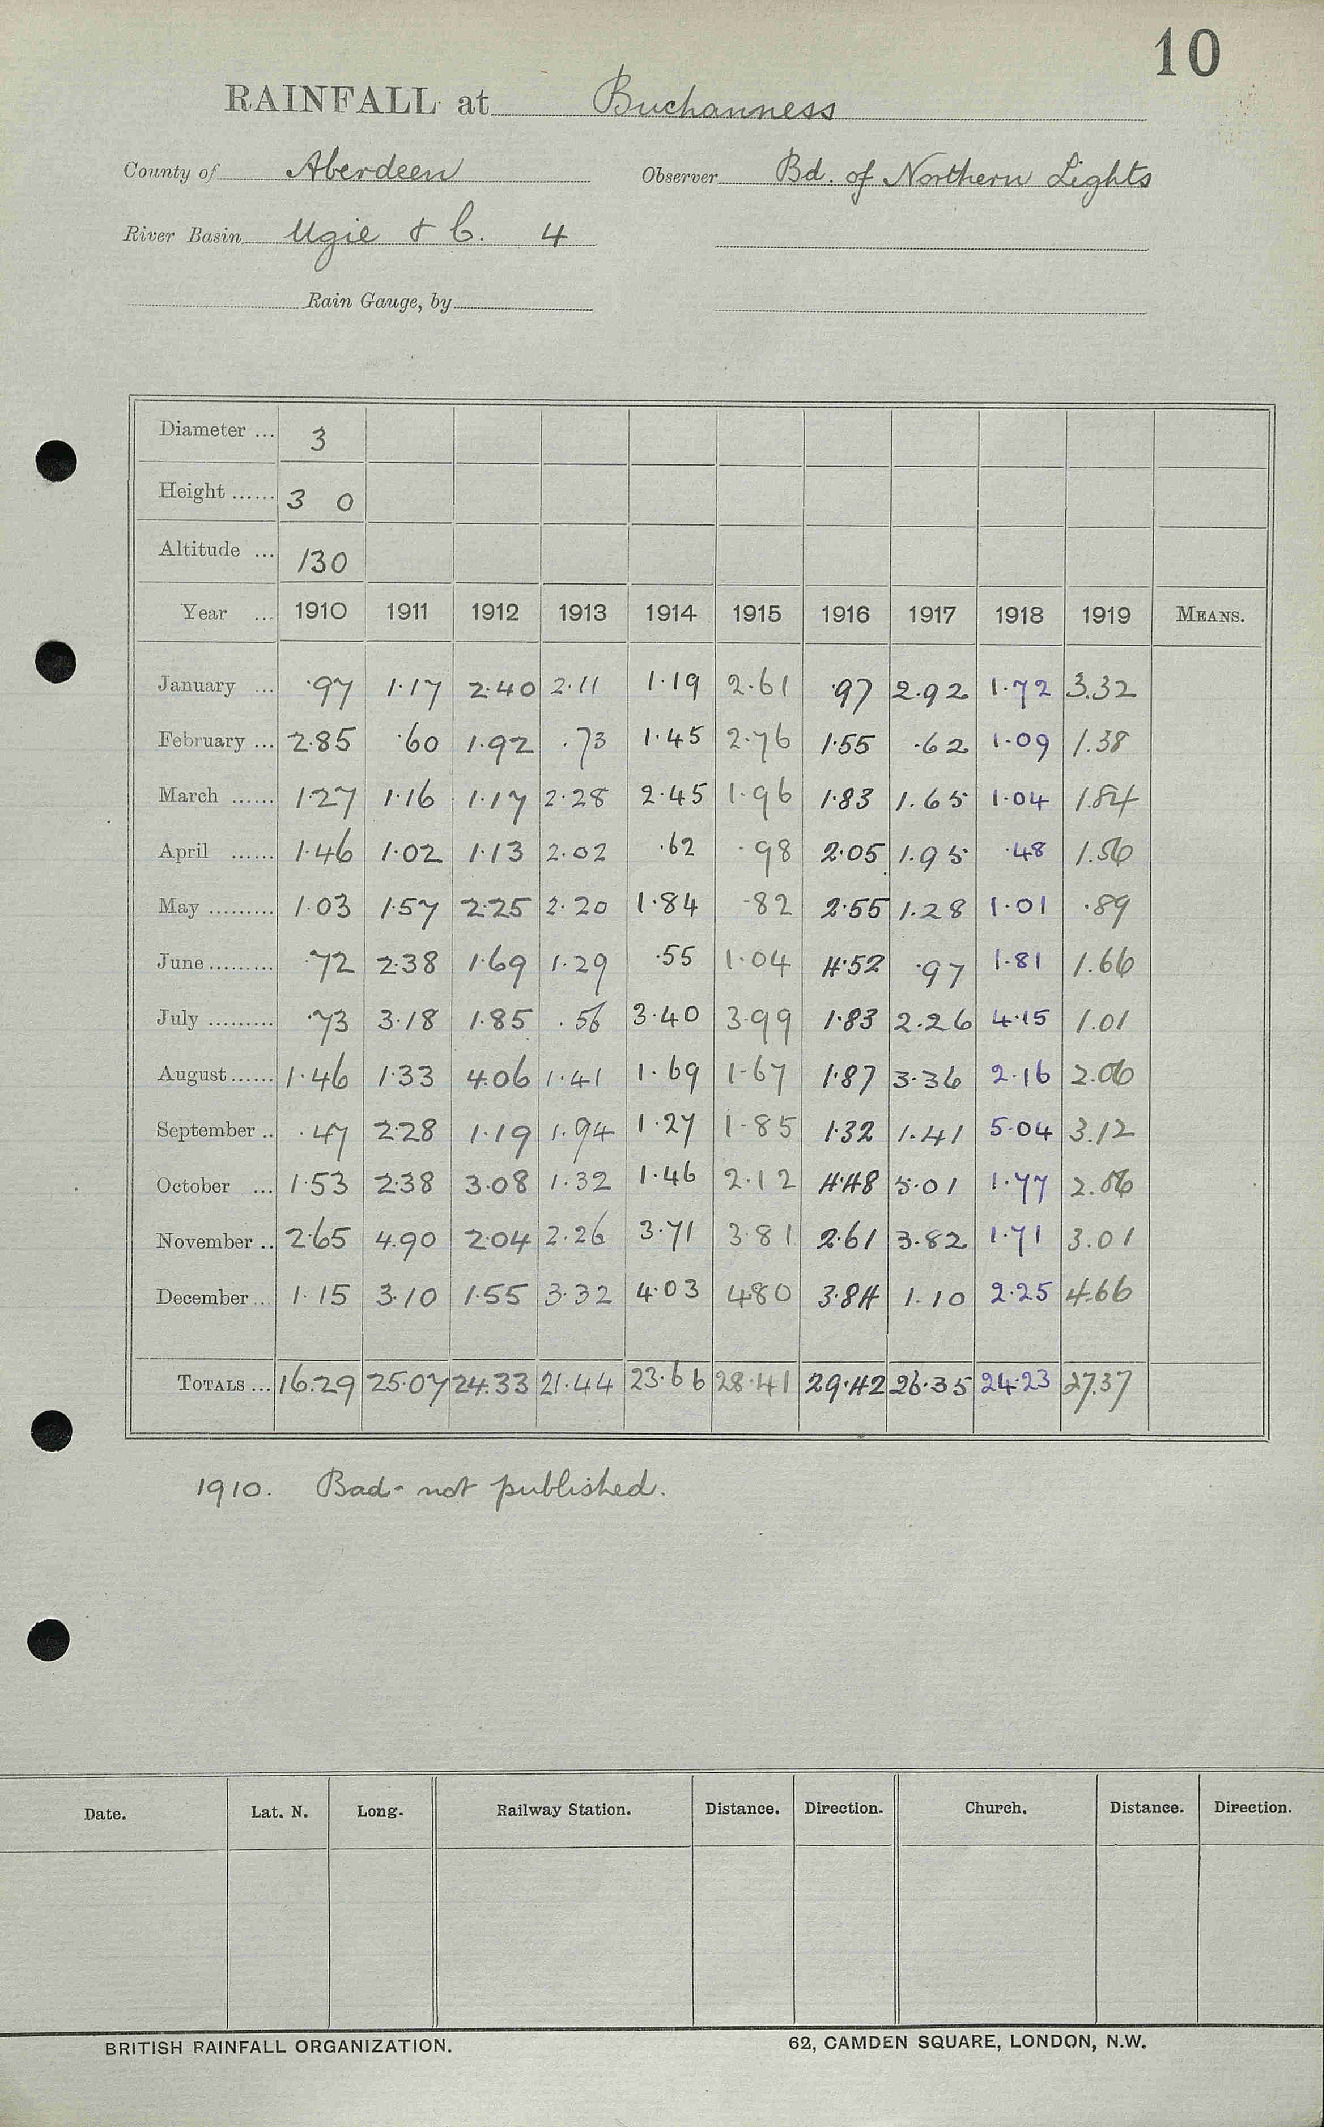 10
RAINFALL at Buchanness
County of Aberdeen Observer Bd. of Northern Lights
River Basin Ugie & C. 4
Rain Gauge, by
Diameter ... 3
Height ...... 3 0
Altitude ... 130
Year ... 1910 1911 1912 1913 1914 1915 1916 1917 1918 1919 MEANS.
January ... ·97 1·17 2·40 2·11 1·19 2·61 ·97 2·92 1·72 3.32
February ... 2·85 ·60 1·92 ·73 1·45 2·76 1·55 ·62 1·09 1.38
March ...... 1·27 1·16 1·17 2·28 2·45 1·96 1·83 1.65 1·04 1.84
April ...... 1·46 1·02 1·13 2·02 ·62 ·98 2·05 1.95 ·48 1.56
May ......... 1·03 1·57 2·25 2·20 1·84 ·82 2·55 1.28 1·01 ·89
June ......... ·72 2·38 1·69 1·29 ·55 1·04 4·52 ·97 1·81 1.66
July ......... ·73 3·18 1·85 ·56 3·40 3·99 1·83 2·26 4·15 1.01
August ...... 1·46 1·33 4·06 1·41 1·69 1·67 1·87 3·36 2·16 2.06
September .. ·47 2·28 1·19 1·94 1·27 1·85 1·32 1·41 5·04 3.12
October ... 1·53 2·38 3·08 1·32 1·46 2·12 4·48 5·01 1·77 2.86
November .. 2·65 4·90 2·04 2·26 3·71 3·81 2·61 3·82 1·71 3.01
December ... 1·15 3·10 1·55 3·32 4·03 4·80 3·84 1·10 2·25 4.66
TOTALS ... 16.29 25·07 24.33 21·44 23·66 28·41 29·42 26·35 24·23 27.37
1910. Bad - not published.
Date. Lat. N. Long. Railway Station. Distance. Direction. Church. Distance. Direction.
BRITISH RAINFALL ORGANIZATION. 62, CAMDEN SQUARE, LONDON, N.W.